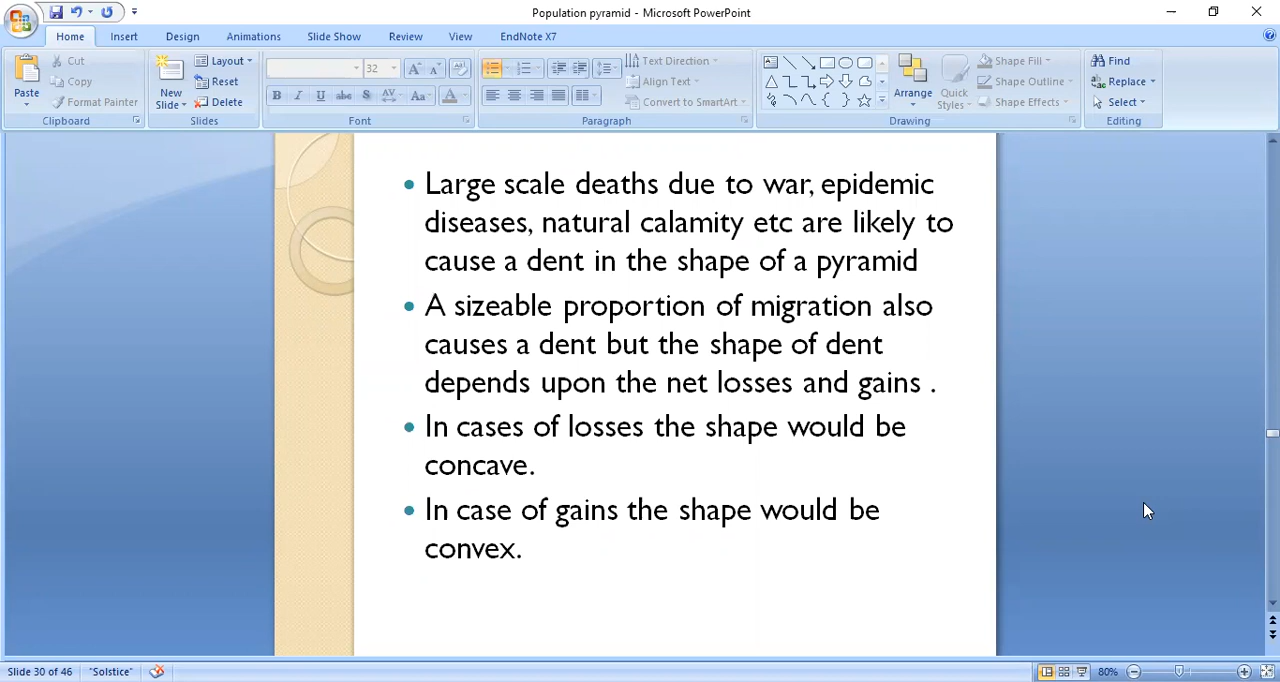 Population pyramid - Microsoft PowerPoint
Home Insert Design Animations Slide Show Review View EndNote X7
Paste Cut Copy Format Painter Clipboard
New Slide Layout Reset Delete Slides
32 A A B I U abc S AV Aa A Font
Text Direction Align Text Convert to SmartArt Paragraph
Arrange Quick Styles Shape Fill Shape Outline Shape Effects Drawing
Find Replace Select Editing
• Large scale deaths due to war, epidemic
diseases, natural calamity etc are likely to
cause a dent in the shape of a pyramid
• A sizeable proportion of migration also
causes a dent but the shape of dent
depends upon the net losses and gains .
• In cases of losses the shape would be
concave.
• In case of gains the shape would be
convex.
Slide 30 of 46 "Solstice" 80%